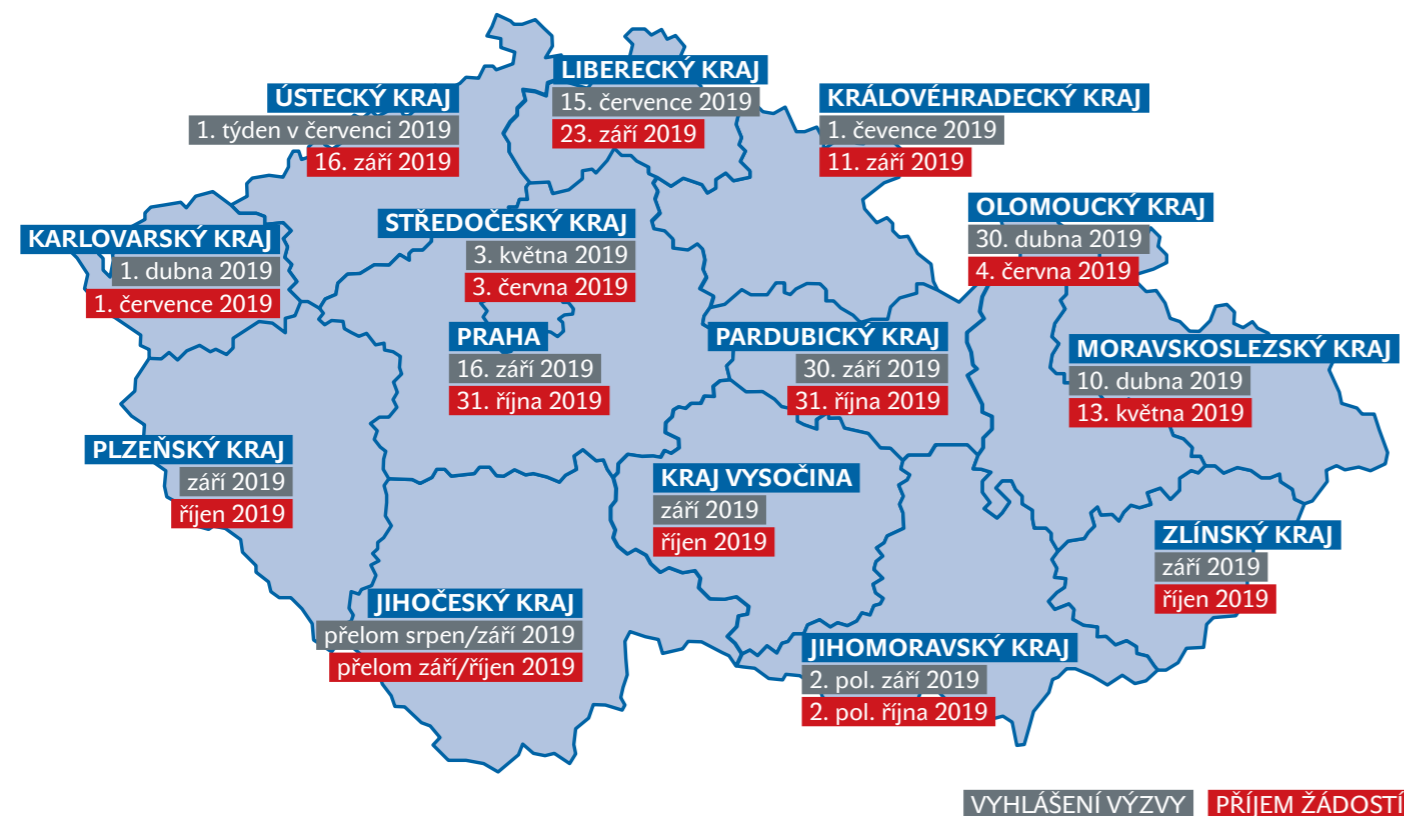 LIBERECKÝ KRAJ
15. července 2019
23. září 2019
ÚSTECKÝ KRAJ
1. týden v červenci 2019
16. září 2019
KRÁLOVÉHRADECKÝ KRAJ
1. čevence 2019
11. září 2019
KARLOVARSKÝ KRAJ
1. dubna 2019
1. července 2019
STŘEDOČESKÝ KRAJ
3. května 2019
3. června 2019
OLOMOUCKÝ KRAJ
30. dubna 2019
4. června 2019
PRAHA
16. září 2019
31. října 2019
PARDUBICKÝ KRAJ
30. září 2019
31. října 2019
MORAVSKOSLEZSKÝ KRAJ
10. dubna 2019
13. května 2019
PLZEŇSKÝ KRAJ
září 2019
říjen 2019
KRAJ VYSOČINA
září 2019
říjen 2019
ZLÍNSKÝ KRAJ
září 2019
říjen 2019
JIHOČESKÝ KRAJ
přelom srpen/září 2019
přelom září/říjen 2019
JIHOMORAVSKÝ KRAJ
2. pol. září 2019
2. pol. října 2019
VYHLÁŠENÍ VÝZVY
PŘÍJEM ŽÁDOSTÍ